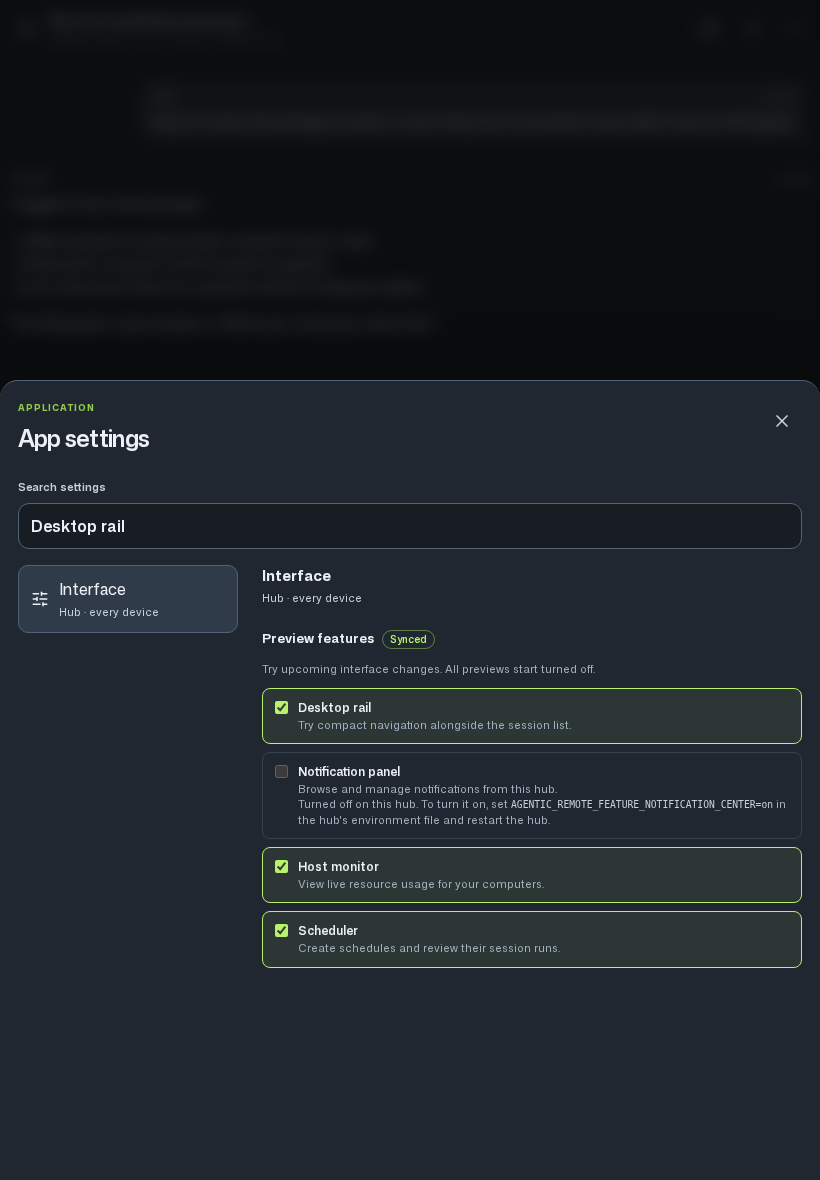 APPLICATION
App settings
Search settings
Desktop rail
Interface
Hub · every device
Interface
Hub · every device
Preview features
Synced
Try upcoming interface changes. All previews start turned off.
Desktop rail
Try compact navigation alongside the session list.
Notification panel
Browse and manage notifications from this hub.
Turned off on this hub. To turn it on, set AGENTIC_REMOTE_FEATURE_NOTIFICATION_CENTER=on in
the hub's environment file and restart the hub.
Host monitor
View live resource usage for your computers.
Scheduler
Create schedules and review their session runs.